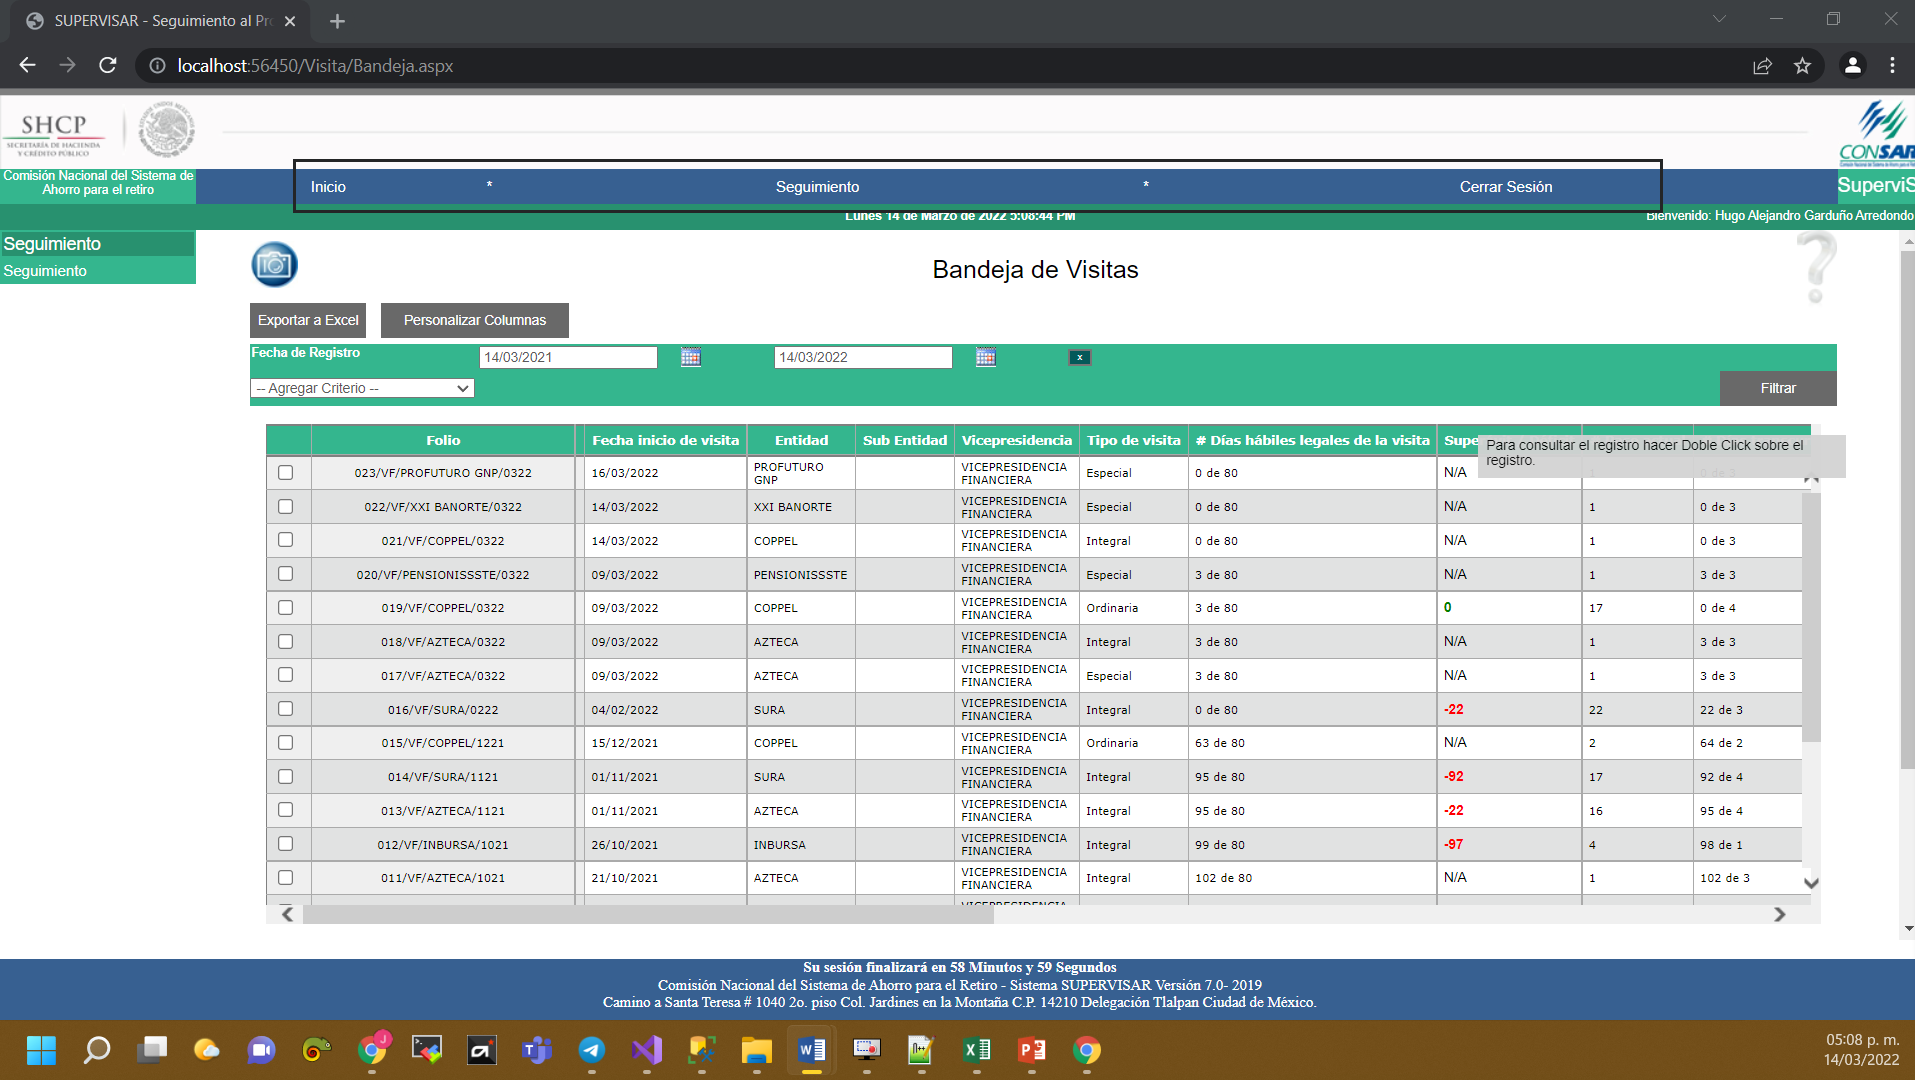 SUPERVISAR - Seguimiento al Pro
localhost:56450/Visita/Bandeja.aspx
SHCP
SECRETARÍA DE HACIENDA
Y CRÉDITO PÚBLICO
CONSAR
Comisión Nacional del Sistema de
Ahorro para el retiro
Inicio * Seguimiento * Cerrar Sesión
SuperviS
Lunes 14 de Marzo de 2022 5:08:44 PM
Bienvenido: Hugo Alejandro Garduño Arredondo
Seguimiento
Seguimiento
Bandeja de Visitas
Exportar a Excel
Personalizar Columnas
Fecha de Registro 14/03/2021 14/03/2022 x
-- Agregar Criterio --
Filtrar
Folio Fecha inicio de visita Entidad Sub Entidad Vicepresidencia Tipo de visita # Días hábiles legales de la visita Supe
Para consultar el registro hacer Doble Click sobre el
registro.
023/VF/PROFUTURO GNP/0322 16/03/2022 PROFUTURO GNP VICEPRESIDENCIA FINANCIERA Especial 0 de 80 N/A 1 0 de 3
022/VF/XXI BANORTE/0322 14/03/2022 XXI BANORTE VICEPRESIDENCIA FINANCIERA Especial 0 de 80 N/A 1 0 de 3
021/VF/COPPEL/0322 14/03/2022 COPPEL VICEPRESIDENCIA FINANCIERA Integral 0 de 80 N/A 1 0 de 3
020/VF/PENSIONISSSTE/0322 09/03/2022 PENSIONISSSTE VICEPRESIDENCIA FINANCIERA Especial 3 de 80 N/A 1 3 de 3
019/VF/COPPEL/0322 09/03/2022 COPPEL VICEPRESIDENCIA FINANCIERA Ordinaria 3 de 80 0 17 0 de 4
018/VF/AZTECA/0322 09/03/2022 AZTECA VICEPRESIDENCIA FINANCIERA Integral 3 de 80 N/A 1 3 de 3
017/VF/AZTECA/0322 09/03/2022 AZTECA VICEPRESIDENCIA FINANCIERA Especial 3 de 80 N/A 1 3 de 3
016/VF/SURA/0222 04/02/2022 SURA VICEPRESIDENCIA FINANCIERA Integral 0 de 80 -22 22 22 de 3
015/VF/COPPEL/1221 15/12/2021 COPPEL VICEPRESIDENCIA FINANCIERA Ordinaria 63 de 80 N/A 2 64 de 2
014/VF/SURA/1121 01/11/2021 SURA VICEPRESIDENCIA FINANCIERA Integral 95 de 80 -92 17 92 de 4
013/VF/AZTECA/1121 01/11/2021 AZTECA VICEPRESIDENCIA FINANCIERA Integral 95 de 80 -22 16 95 de 4
012/VF/INBURSA/1021 26/10/2021 INBURSA VICEPRESIDENCIA FINANCIERA Integral 99 de 80 -97 4 98 de 1
011/VF/AZTECA/1021 21/10/2021 AZTECA VICEPRESIDENCIA FINANCIERA Integral 102 de 80 N/A 1 102 de 3
VICEPRESIDENCIA
Su sesión finalizará en 58 Minutos y 59 Segundos
Comisión Nacional del Sistema de Ahorro para el Retiro - Sistema SUPERVISAR Versión 7.0- 2019
Camino a Santa Teresa # 1040 2o. piso Col. Jardines en la Montaña C.P. 14210 Delegación Tlalpan Ciudad de México.
05:08 p. m.
14/03/2022